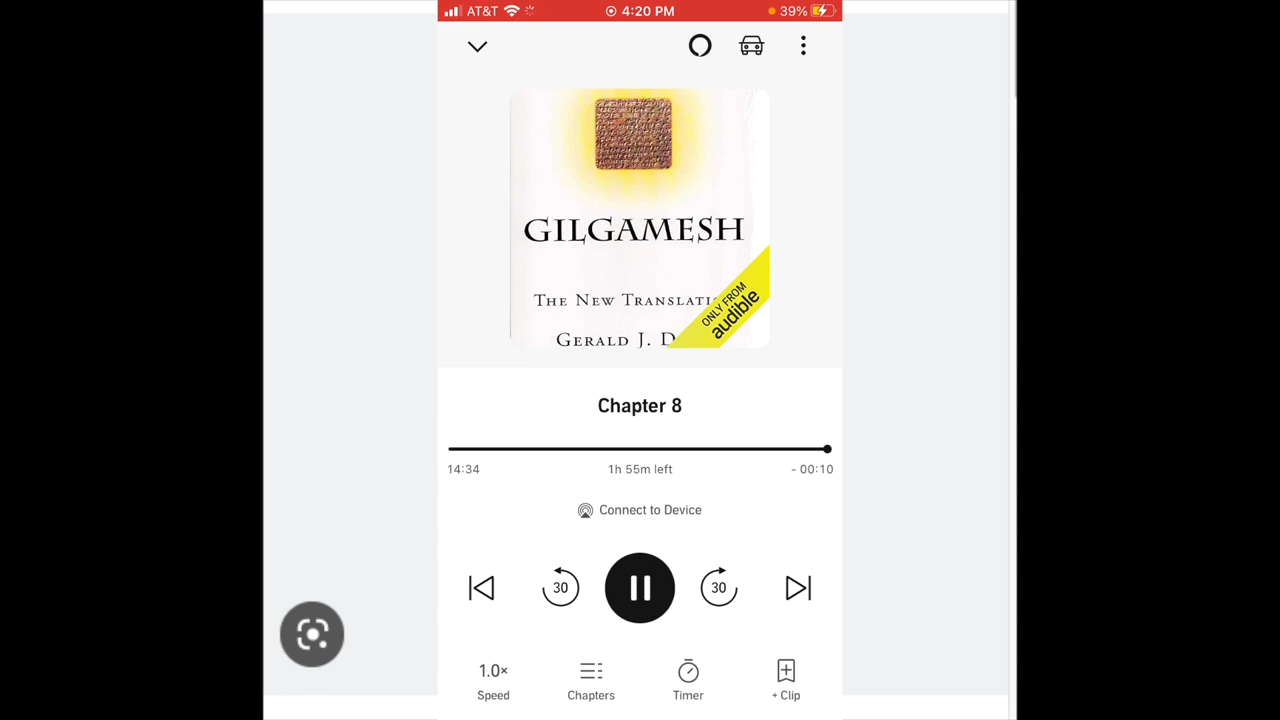 AT&T 4:20 PM 39%
GILGAMESH
THE NEW
GERALD J.
ONLY FROM
audible
Chapter 8
14:34 1h 55m left - 00:10
Connect to Device
30 30
1.0× 
Speed Chapters Timer + Clip